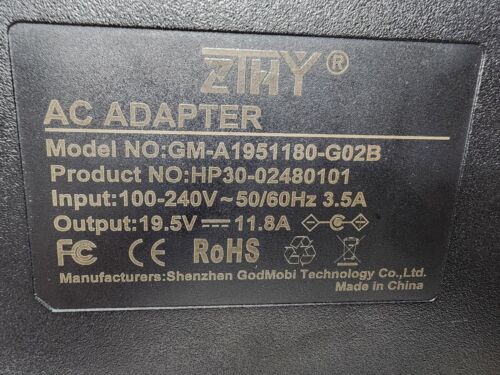 ZTHY®
AC ADAPTER
Model NO:GM-A1951180-G02B
Product NO:HP30-02480101
Input:100-240V~50/60Hz 3.5A
Output:19.5V⎓11.8A
FC CE RoHS
Manufacturers:Shenzhen GodMobi Technology Co.,Ltd.
Made in China